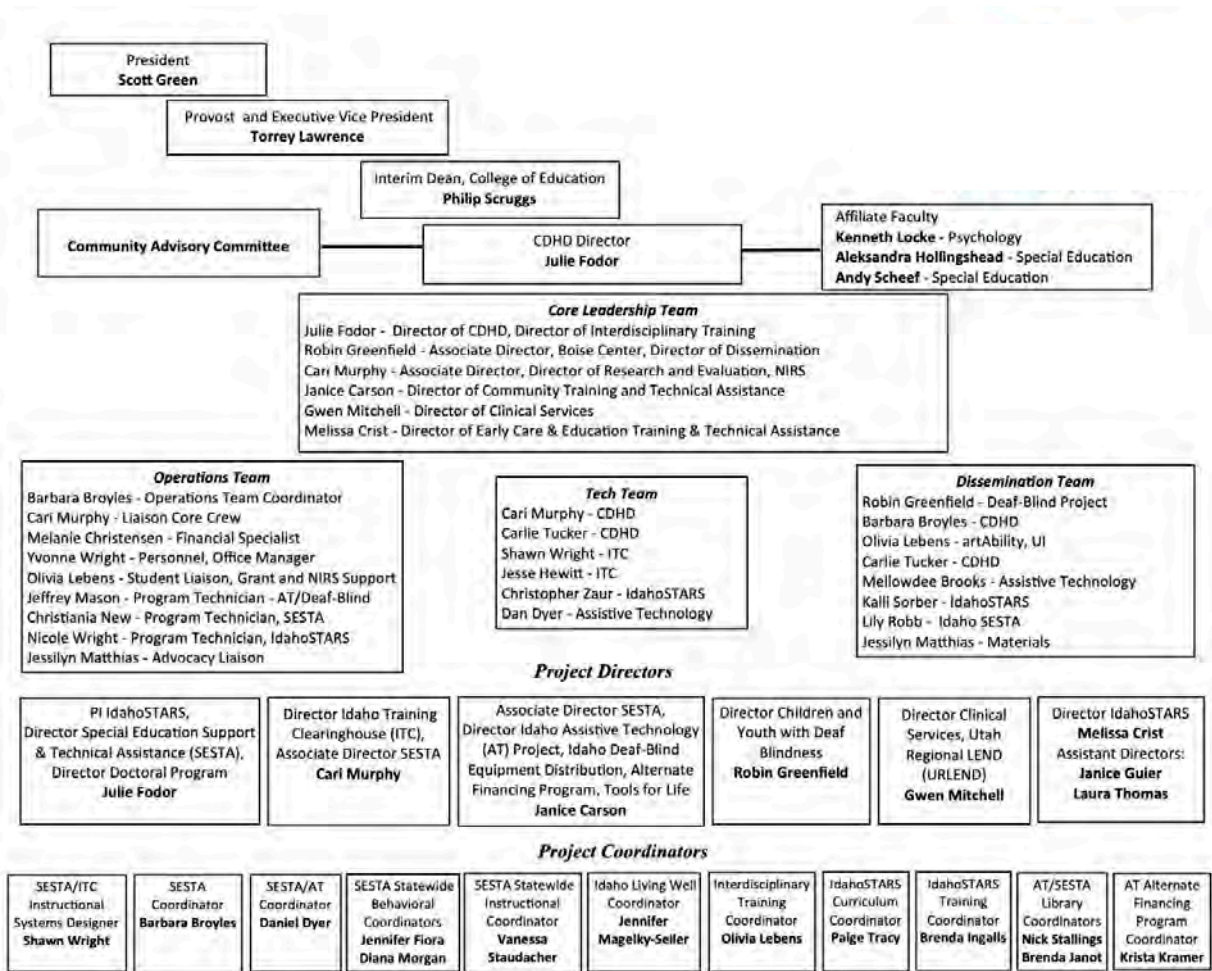 President
Scott Green
Provost and Executive Vice President
Torrey Lawrence
Interim Dean, College of Education
Philip Scruggs
Community Advisory Committee
CDHD Director
Julie Fodor
Affiliate Faculty
Kenneth Locke - Psychology
Aleksandra Hollingshead - Special Education
Andy Scheef - Special Education
Core Leadership Team
Julie Fodor - Director of CDHD, Director of Interdisciplinary Training
Robin Greenfield - Associate Director, Boise Center, Director of Dissemination
Cari Murphy - Associate Director, Director of Research and Evaluation, NIRS
Janice Carson - Director of Community Training and Technical Assistance
Gwen Mitchell - Director of Clinical Services
Melissa Crist - Director of Early Care & Education Training & Technical Assistance
Operations Team
Barbara Broyles - Operations Team Coordinator
Cari Murphy - Liaison Core Crew
Melanie Christensen - Financial Specialist
Yvonne Wright - Personnel, Office Manager
Olivia Lebens - Student Liaison, Grant and NIRS Support
Jeffrey Mason - Program Technician - AT/Deaf-Blind
Christiania New - Program Technician, SESTA
Nicole Wright - Program Technician, IdahoSTARS
Jessilyn Matthias - Advocacy Liaison
Tech Team
Cari Murphy - CDHD
Carlie Tucker - CDHD
Shawn Wright - ITC
Jesse Hewitt - ITC
Christopher Zaur - IdahoSTARS
Dan Dyer - Assistive Technology
Dissemination Team
Robin Greenfield - Deaf-Blind Project
Barbara Broyles - CDHD
Olivia Lebens - artAbility, UI
Carlie Tucker - CDHD
Mellowdee Brooks - Assistive Technology
Kalli Sorber - IdahoSTARS
Lily Robb - Idaho SESTA
Jessilyn Matthias - Materials
Project Directors
PI IdahoSTARS,
Director Special Education Support
& Technical Assistance (SESTA),
Director Doctoral Program
Julie Fodor
Director Idaho Training
Clearinghouse (ITC),
Associate Director SESTA
Cari Murphy
Associate Director SESTA,
Director Idaho Assistive Technology
(AT) Project, Idaho Deaf-Blind
Equipment Distribution, Alternate
Financing Program, Tools for Life
Janice Carson
Director Children and
Youth with Deaf
Blindness
Robin Greenfield
Director Clinical
Services, Utah
Regional LEND
(URLEND)
Gwen Mitchell
Director IdahoSTARS
Melissa Crist
Assistant Directors:
Janice Guier
Laura Thomas
Project Coordinators
SESTA/ITC
Instructional
Systems Designer
Shawn Wright
SESTA
Coordinator
Barbara Broyles
SESTA/AT
Coordinator
Daniel Dyer
SESTA Statewide
Behavioral
Coordinators
Jennifer Fiora
Diana Morgan
SESTA Statewide
Instructional
Coordinator
Vanessa
Staudacher
Idaho Living Well
Coordinator
Jennifer
Magelky-Seiler
Interdisciplinary
Training
Coordinator
Olivia Lebens
IdahoSTARS
Curriculum
Coordinator
Paige Tracy
IdahoSTARS
Training
Coordinator
Brenda Ingalls
AT/SESTA
Library
Coordinators
Nick Stallings
Brenda Janot
AT Alternate
Financing
Program
Coordinator
Krista Kramer